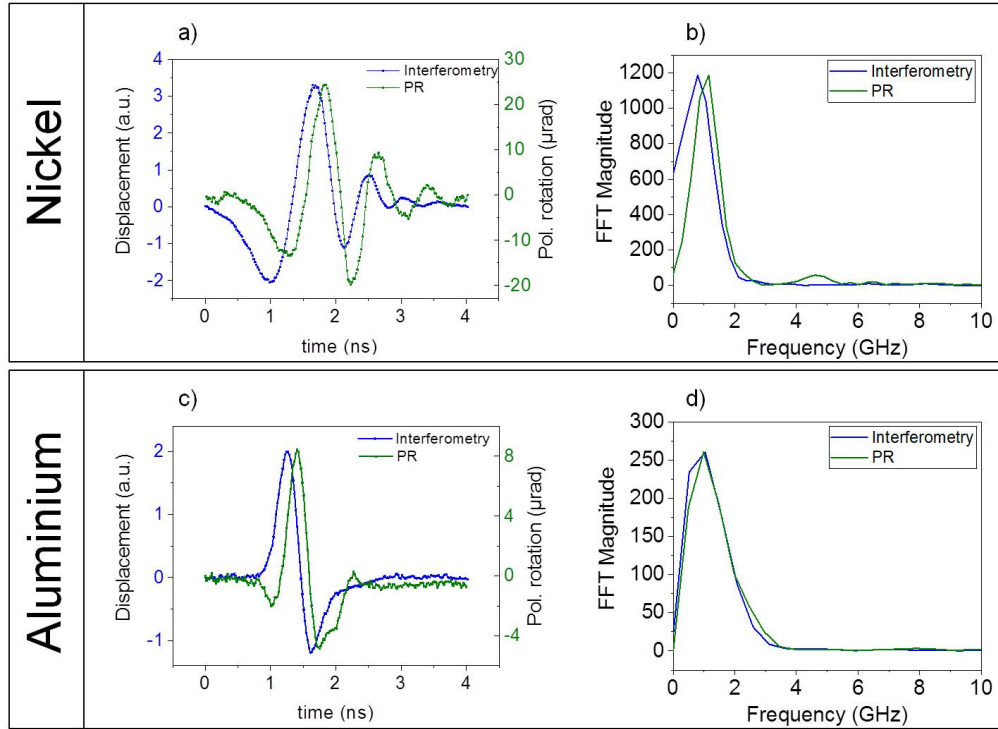 Nickel
a)
Displacement (a.u.)
4
3
2
1
0
-1
-2
Interferometry
PR
30
20
10
0
-10
-20
Pol. rotation (µrad)
0 1 2 3 4
time (ns)
b)
FFT Magnitude
1200
1000
800
600
400
200
0
Interferometry
PR
0 2 4 6 8 10
Frequency (GHz)
Aluminium
c)
Displacement (a.u.)
2
1
0
-1
Interferometry
PR
8
4
0
-4
Pol. rotation (µrad)
0 1 2 3 4
time (ns)
d)
FFT Magnitude
300
250
200
150
100
50
0
Interferometry
PR
0 2 4 6 8 10
Frequency (GHz)